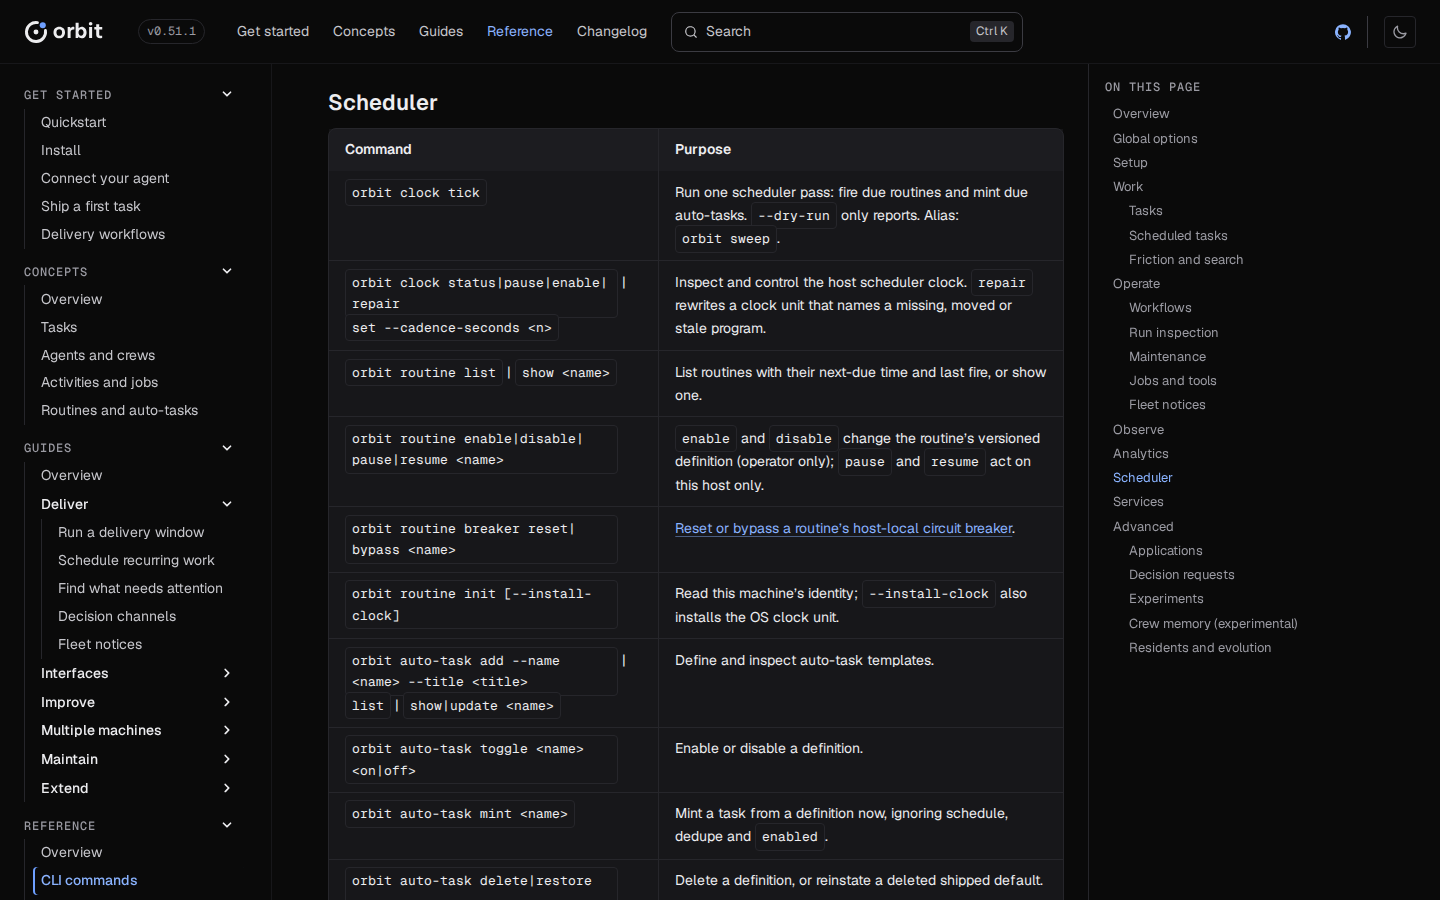 orbit
v0.51.1
Get started
Concepts
Guides
Reference
Changelog
Search
Ctrl K
GET STARTED
Quickstart
Install
Connect your agent
Ship a first task
Delivery workflows
CONCEPTS
Overview
Tasks
Agents and crews
Activities and jobs
Routines and auto-tasks
GUIDES
Overview
Deliver
Run a delivery window
Schedule recurring work
Find what needs attention
Decision channels
Fleet notices
Interfaces
Improve
Multiple machines
Maintain
Extend
REFERENCE
Overview
CLI commands
Scheduler
Command
Purpose
orbit clock tick
Run one scheduler pass: fire due routines and mint due
auto-tasks. --dry-run only reports. Alias:
orbit sweep.
orbit clock status|pause|enable| |
repair
set --cadence-seconds <n>
Inspect and control the host scheduler clock. repair
rewrites a clock unit that names a missing, moved or
stale program.
orbit routine list | show <name>
List routines with their next-due time and last fire, or show
one.
orbit routine enable|disable|
pause|resume <name>
enable and disable change the routine's versioned
definition (operator only); pause and resume act on
this host only.
orbit routine breaker reset|
bypass <name>
Reset or bypass a routine's host-local circuit breaker.
orbit routine init [--install-
clock]
Read this machine's identity; --install-clock also
installs the OS clock unit.
orbit auto-task add --name |
<name> --title <title>
list | show|update <name>
Define and inspect auto-task templates.
orbit auto-task toggle <name>
<on|off>
Enable or disable a definition.
orbit auto-task mint <name>
Mint a task from a definition now, ignoring schedule,
dedupe and enabled.
orbit auto-task delete|restore
Delete a definition, or reinstate a deleted shipped default.
ON THIS PAGE
Overview
Global options
Setup
Work
Tasks
Scheduled tasks
Friction and search
Operate
Workflows
Run inspection
Maintenance
Jobs and tools
Fleet notices
Observe
Analytics
Scheduler
Services
Advanced
Applications
Decision requests
Experiments
Crew memory (experimental)
Residents and evolution